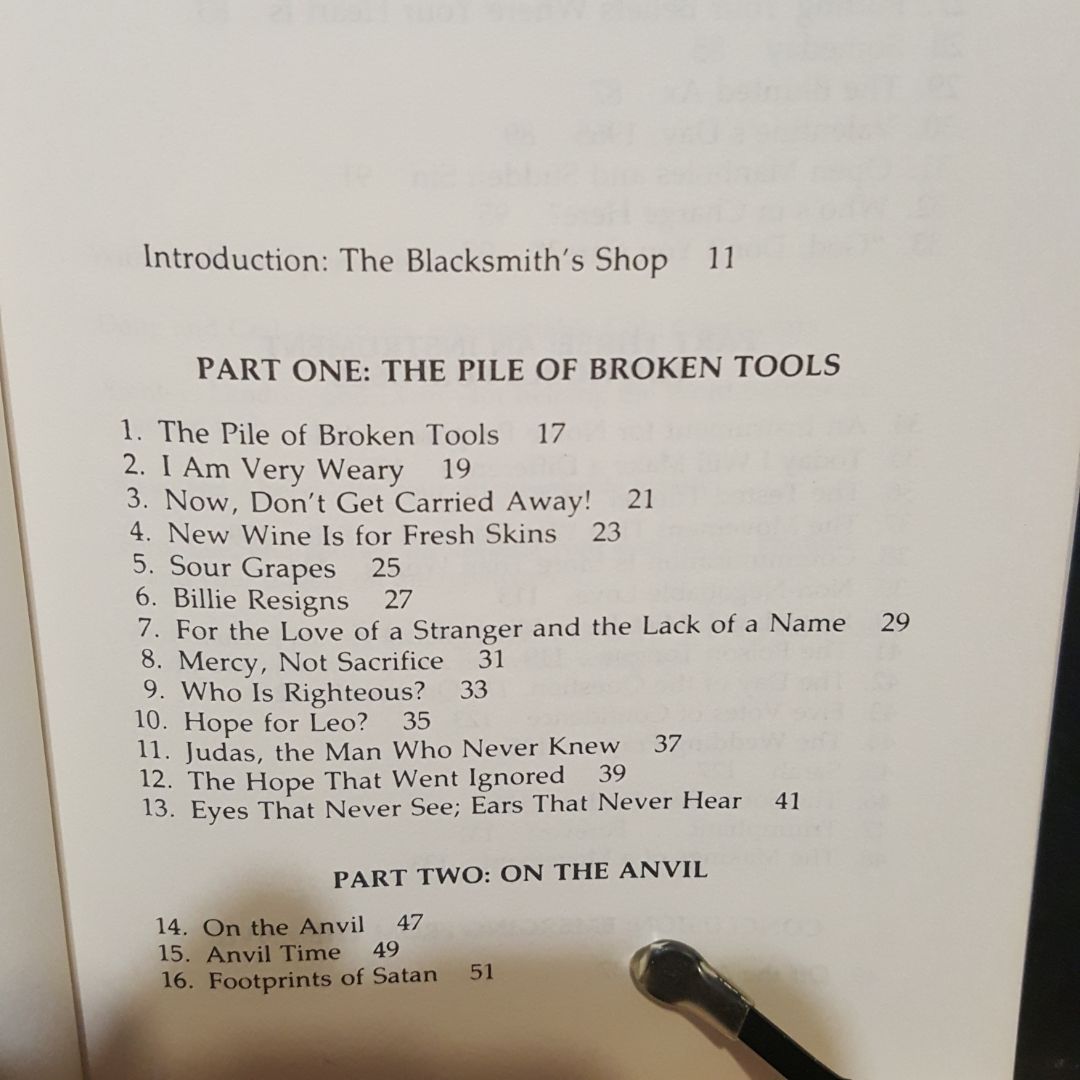 Introduction: The Blacksmith's Shop 11
PART ONE: THE PILE OF BROKEN TOOLS
1. The Pile of Broken Tools 17
2. I Am Very Weary 19
3. Now, Don't Get Carried Away! 21
4. New Wine Is for Fresh Skins 23
5. Sour Grapes 25
6. Billie Resigns 27
7. For the Love of a Stranger and the Lack of a Name 29
8. Mercy, Not Sacrifice 31
9. Who Is Righteous? 33
10. Hope for Leo? 35
11. Judas, the Man Who Never Knew 37
12. The Hope That Went Ignored 39
13. Eyes That Never See; Ears That Never Hear 41
PART TWO: ON THE ANVIL
14. On the Anvil 47
15. Anvil Time 49
16. Footprints of Satan 51